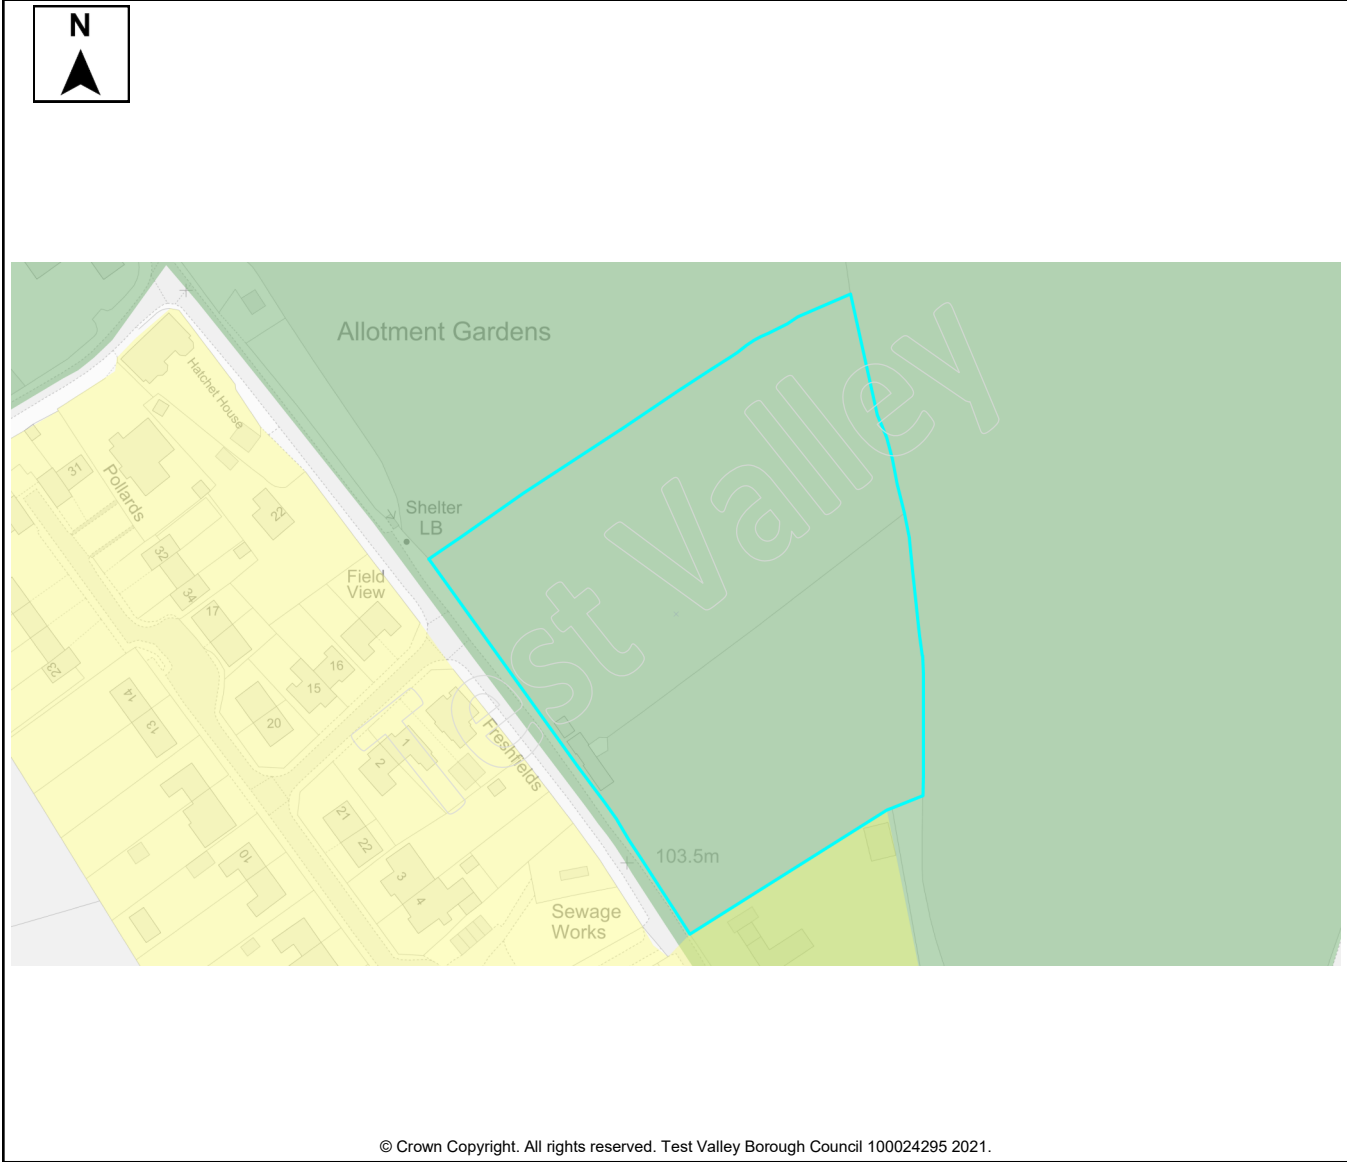 N
Allotment Gardens
Hatchet House
31
Pollards
22
Shelter
LB
32
34
17
Field
View
16
15
23
14
13
20
Freshfields
1
2
21
22
3
4
10
103.5m
Sewage
Works
est Valley
© Crown Copyright. All rights reserved. Test Valley Borough Council 100024295 2021.